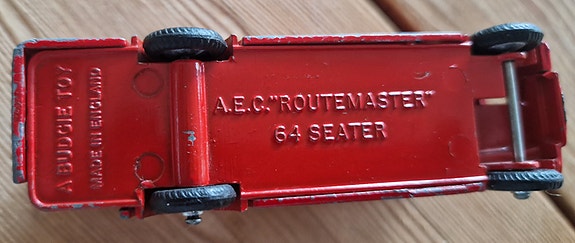 A BUDGIE TOY
MADE IN ENGLAND
A.E.C. "ROUTEMASTER"
64 SEATER